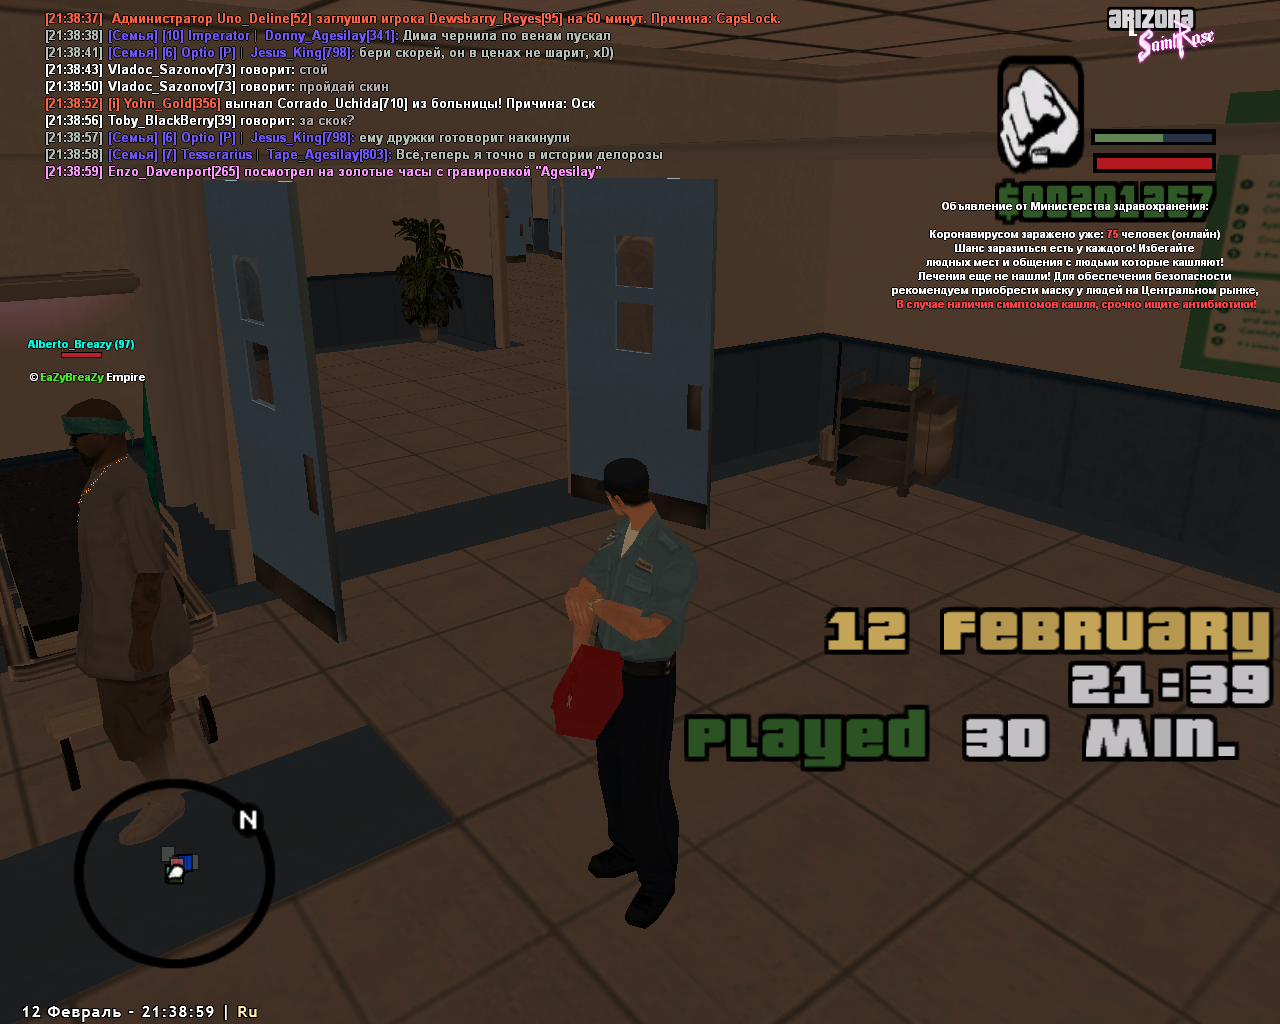 [21:38:37] Администратор Uno_Deline[52] заглушил игрока Dewsbarry_Reyes[95] на 60 минут. Причина: CapsLock.
[21:38:38] [Семья] [10] Imperator | Donny_Agesilay[341]: Дима чернила по венам пускал
[21:38:41] [Семья] [6] Optio [P] | Jesus_King[798]: бери скорей, он в ценах не шарит, xD)
[21:38:43] Vladoc_Sazonov[73] говорит: стой
[21:38:50] Vladoc_Sazonov[73] говорит: пройдай скин
[21:38:52] [i] Yohn_Gold[356] выгнал Corrado_Uchida[710] из больницы! Причина: Оск
[21:38:56] Toby_BlackBerry[39] говорит: за скок?
[21:38:57] [Семья] [6] Optio [P] | Jesus_King[798]: ему дружки готоворит накинули
[21:38:58] [Семья] [7] Tesserarius | Tape_Agesilay[803]: Всё,теперь я точно в истории делорозы
[21:38:59] Enzo_Davenport[265] посмотрел на золотые часы с гравировкой "Agesilay"
ARIZONA
Saint Rose
$00201257
Объявление от Министерства здравохранения:
Коронавирусом заражено уже: 75 человек (онлайн)
Шанс заразиться есть у каждого! Избегайте
людных мест и общения с людьми которые кашляют!
Лечения еще не нашли! Для обеспечения безопасности
рекомендуем приобрести маску у людей на Центральном рынке,
В случае наличия симптомов кашля, срочно ищите антибиотики!
Alberto_Breazy (97)
© EaZyBreaZy Empire
12 February
21:39
Played 30 min.
N
12 Февраль - 21:38:59 | Ru